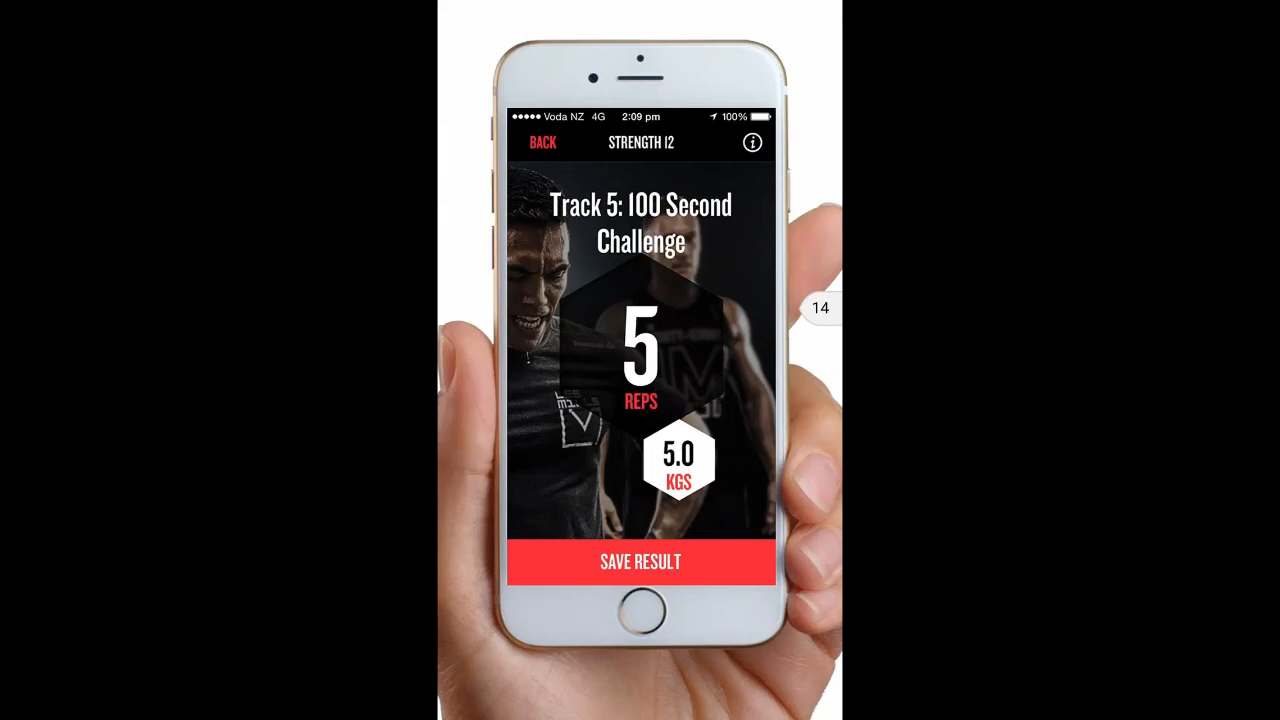 Voda NZ 4G 2:09 pm 100%
BACK STRENGTH 12
Track 5: 100 Second
Challenge
5
REPS
5.0
KGS
SAVE RESULT
14